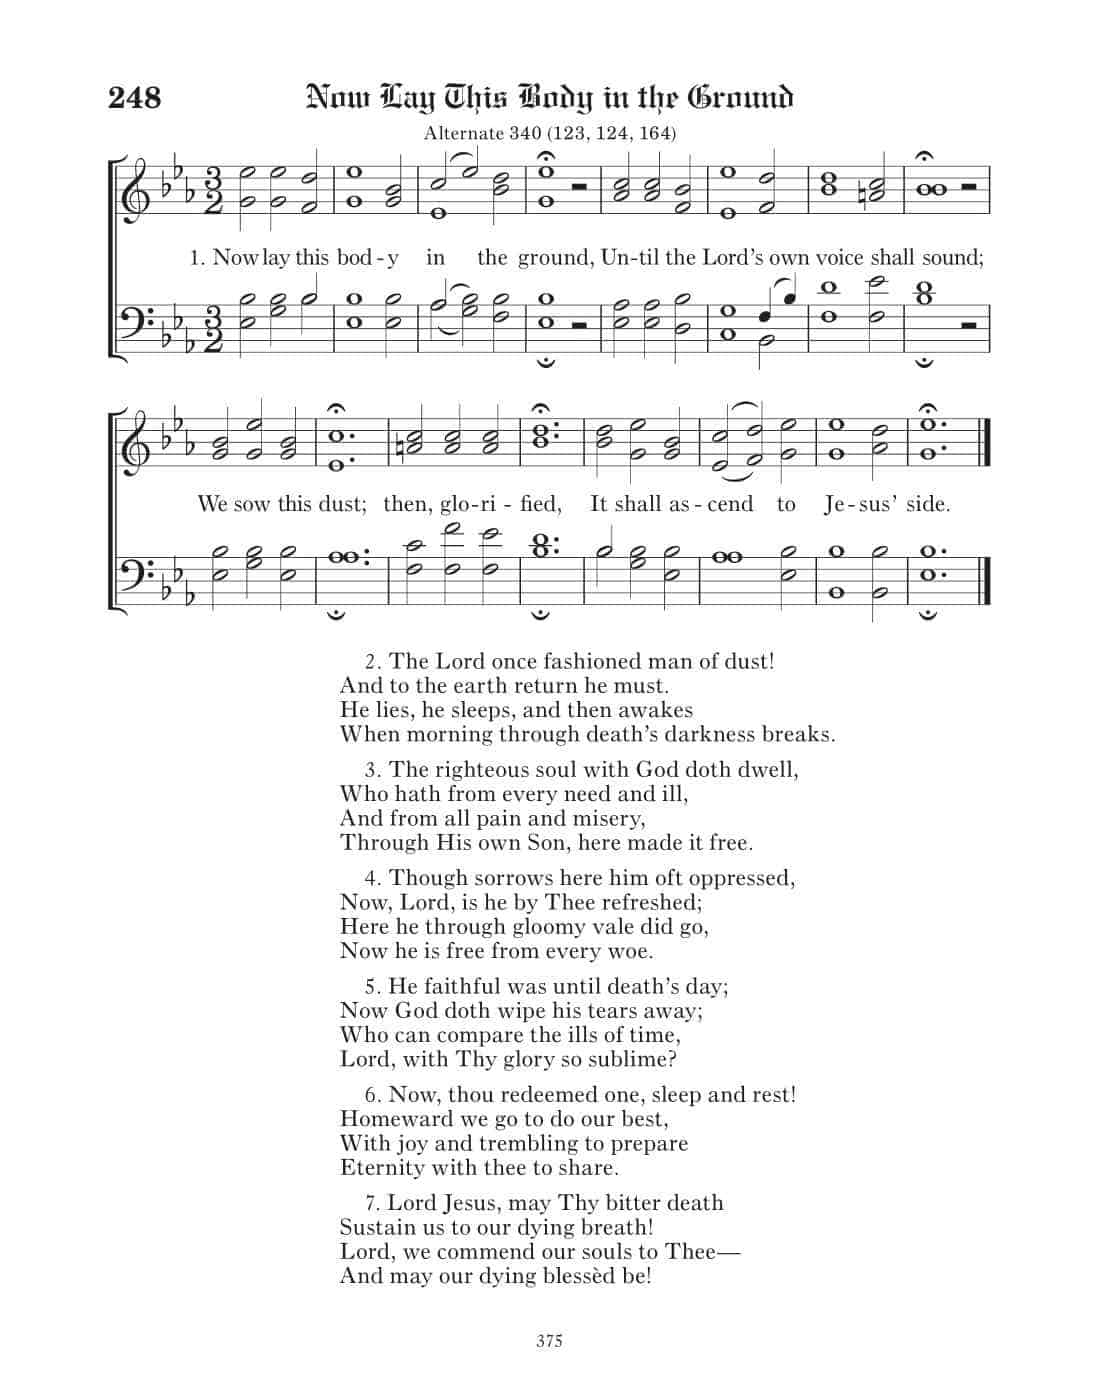 248 Now Lay This Body in the Ground
Alternate 340 (123, 124, 164)
1. Now lay this bod - y in the ground, Un-til the Lord's own voice shall sound;
We sow this dust; then, glo-ri - fied, It shall as - cend to Je - sus' side.
2. The Lord once fashioned man of dust!
And to the earth return he must.
He lies, he sleeps, and then awakes
When morning through death's darkness breaks.
3. The righteous soul with God doth dwell,
Who hath from every need and ill,
And from all pain and misery,
Through His own Son, here made it free.
4. Though sorrows here him oft oppressed,
Now, Lord, is he by Thee refreshed;
Here he through gloomy vale did go,
Now he is free from every woe.
5. He faithful was until death's day;
Now God doth wipe his tears away;
Who can compare the ills of time,
Lord, with Thy glory so sublime?
6. Now, thou redeemed one, sleep and rest!
Homeward we go to do our best,
With joy and trembling to prepare
Eternity with thee to share.
7. Lord Jesus, may Thy bitter death
Sustain us to our dying breath!
Lord, we commend our souls to Thee—
And may our dying blessèd be!
375